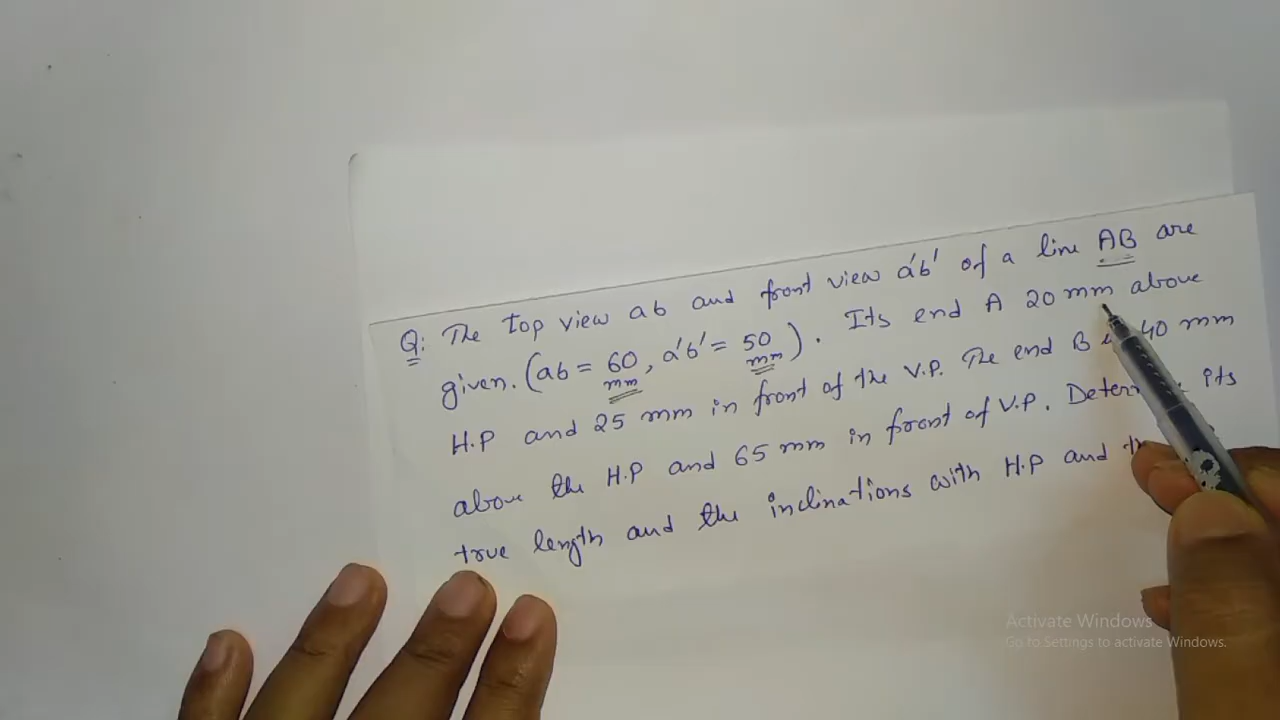 Q: The top view ab and front view a'b' of a line AB are
given. (ab = 60 mm, a'b' = 50 mm). Its end A 20 mm above
H.P and 25 mm in front of the V.P. The end B 40 mm
above the H.P and 65 mm in front of V.P. its
true length and the inclinations with H.P and
Activate Windows
Go to Settings to activate Windows.